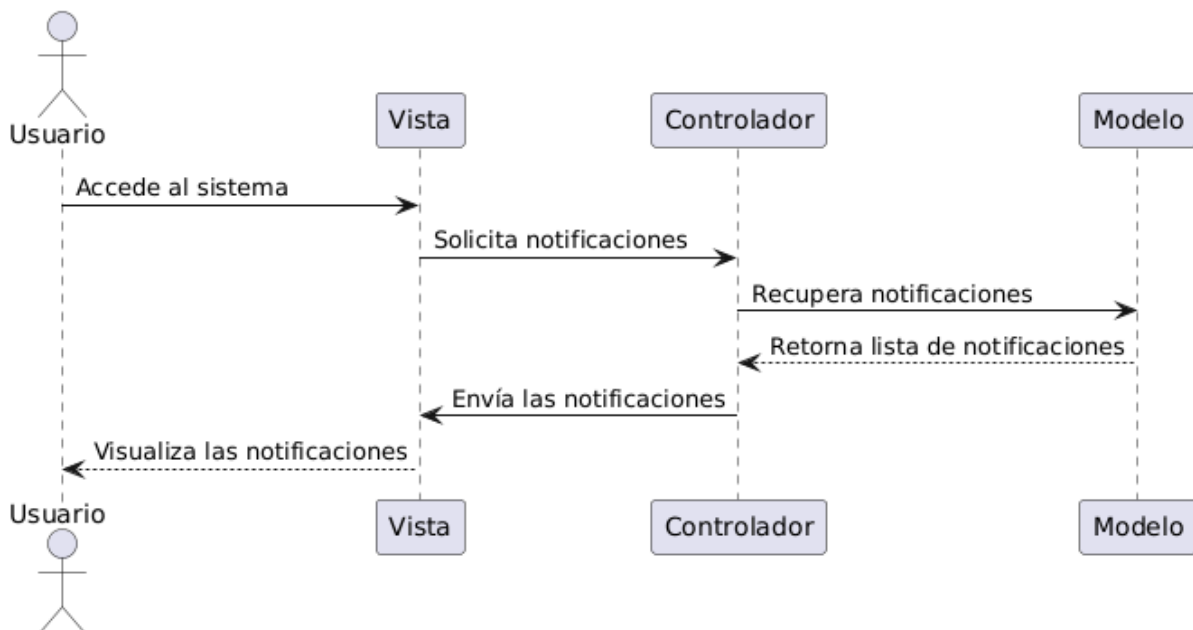 Usuario
Vista
Controlador
Modelo
Accede al sistema
Solicita notificaciones
Recupera notificaciones
Retorna lista de notificaciones
Envía las notificaciones
Visualiza las notificaciones
Usuario
Vista
Controlador
Modelo